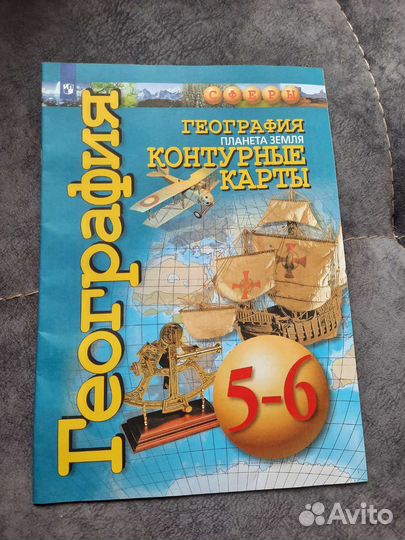 СФЕРЫ
ГЕОГРАФИЯ
ПЛАНЕТА ЗЕМЛЯ
КОНТУРНЫЕ
КАРТЫ
География
5-6
Avito